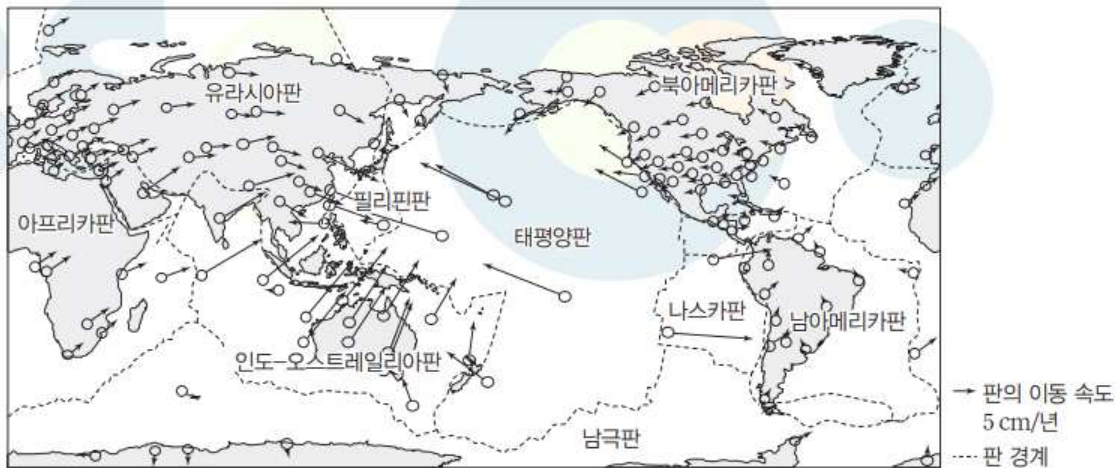 유라시아판
북아메리카판
아프리카판
필리핀판
태평양판
나스카판
남아메리카판
인도-오스트레일리아판
남극판
판의 이동 속도
5 cm/년
판 경계